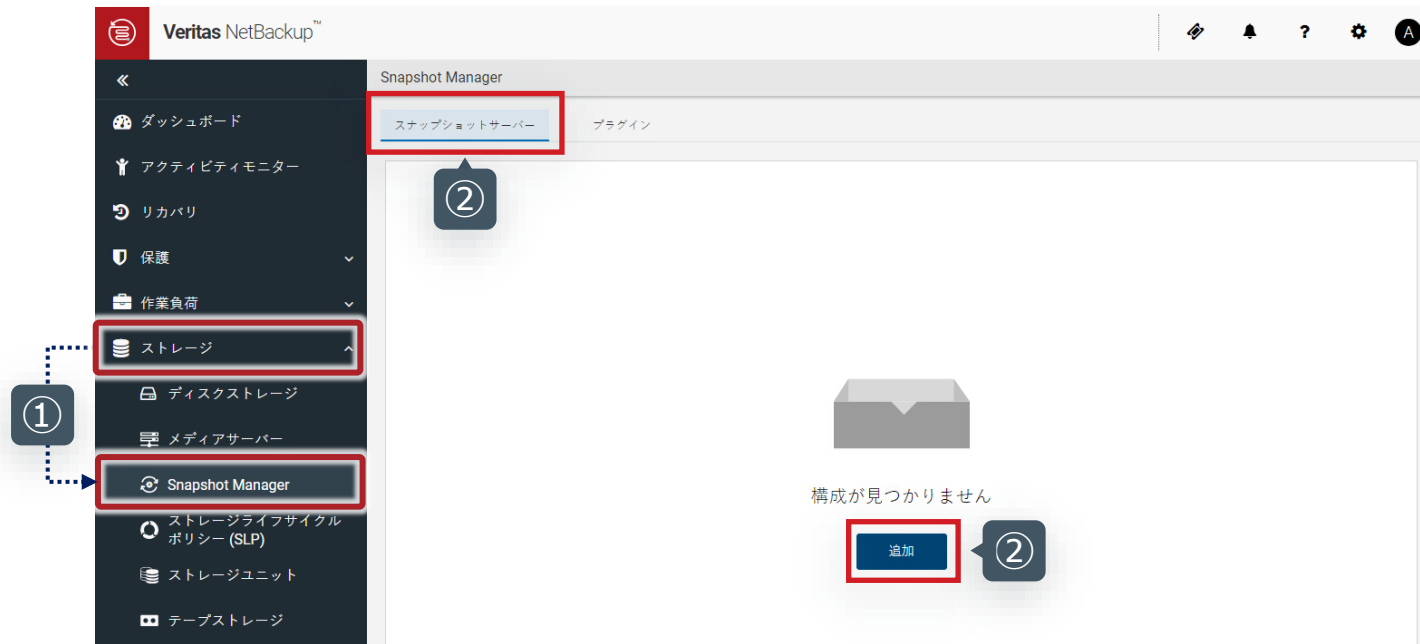 Veritas NetBackup™
A
«
Snapshot Manager
ダッシュボード
スナップショットサーバー
プラグイン
アクティビティモニター
②
リカバリ
保護
作業負荷
ストレージ
ディスクストレージ
①
メディアサーバー
Snapshot Manager
構成が見つかりません
ストレージライフサイクル
ポリシー (SLP)
追加
②
ストレージユニット
テープストレージ